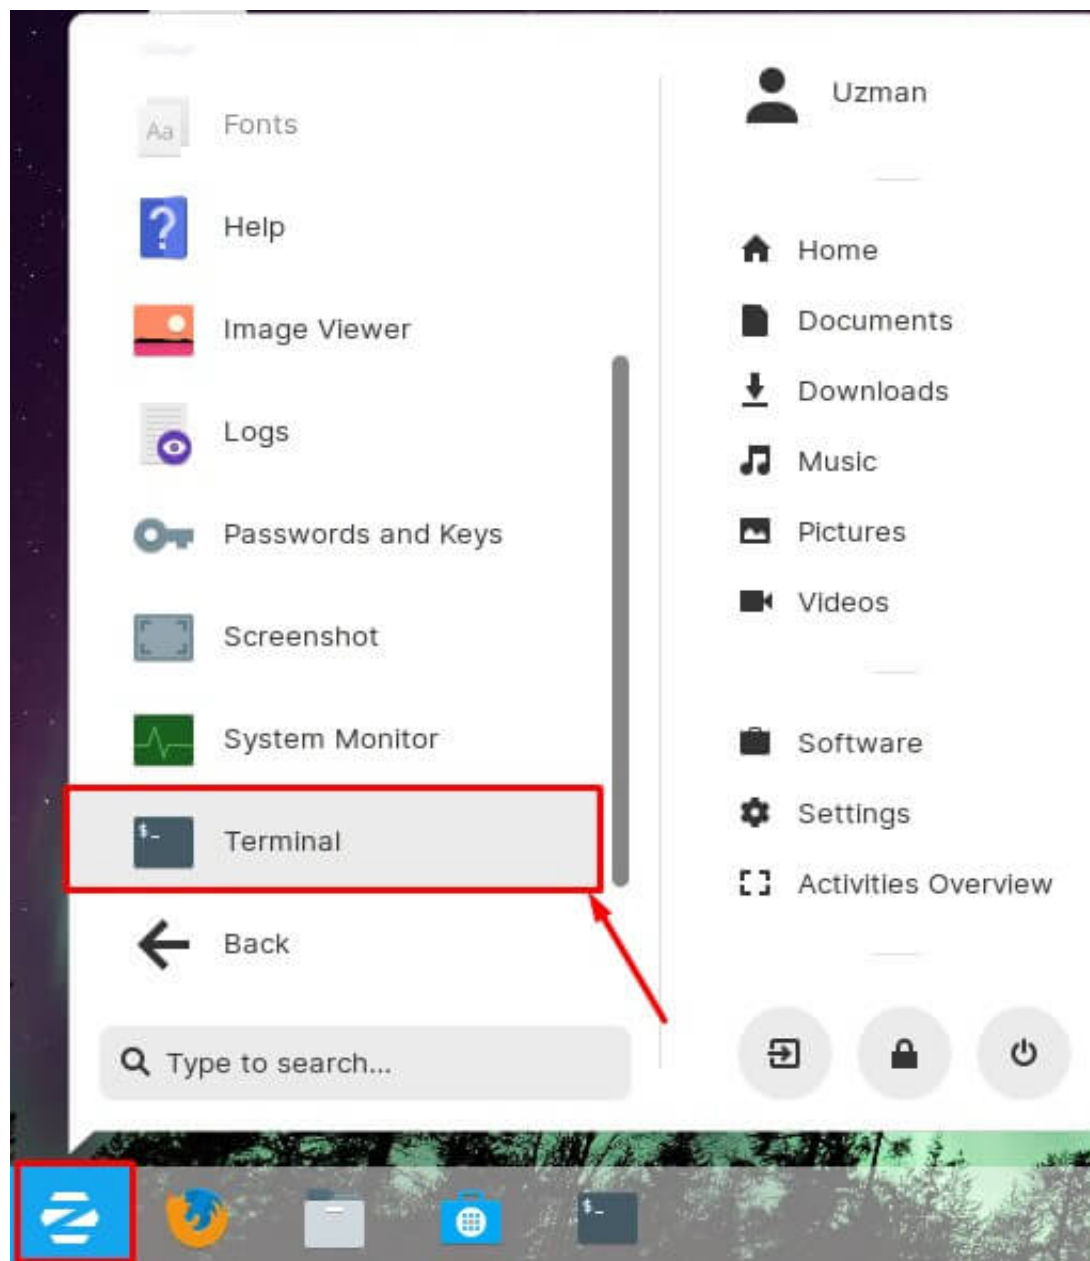 Aa
Fonts
Help
Image Viewer
Logs
Passwords and Keys
Screenshot
System Monitor
$_
Terminal
Back
Type to search...
Uzman
Home
Documents
Downloads
Music
Pictures
Videos
Software
Settings
Activities Overview
$_